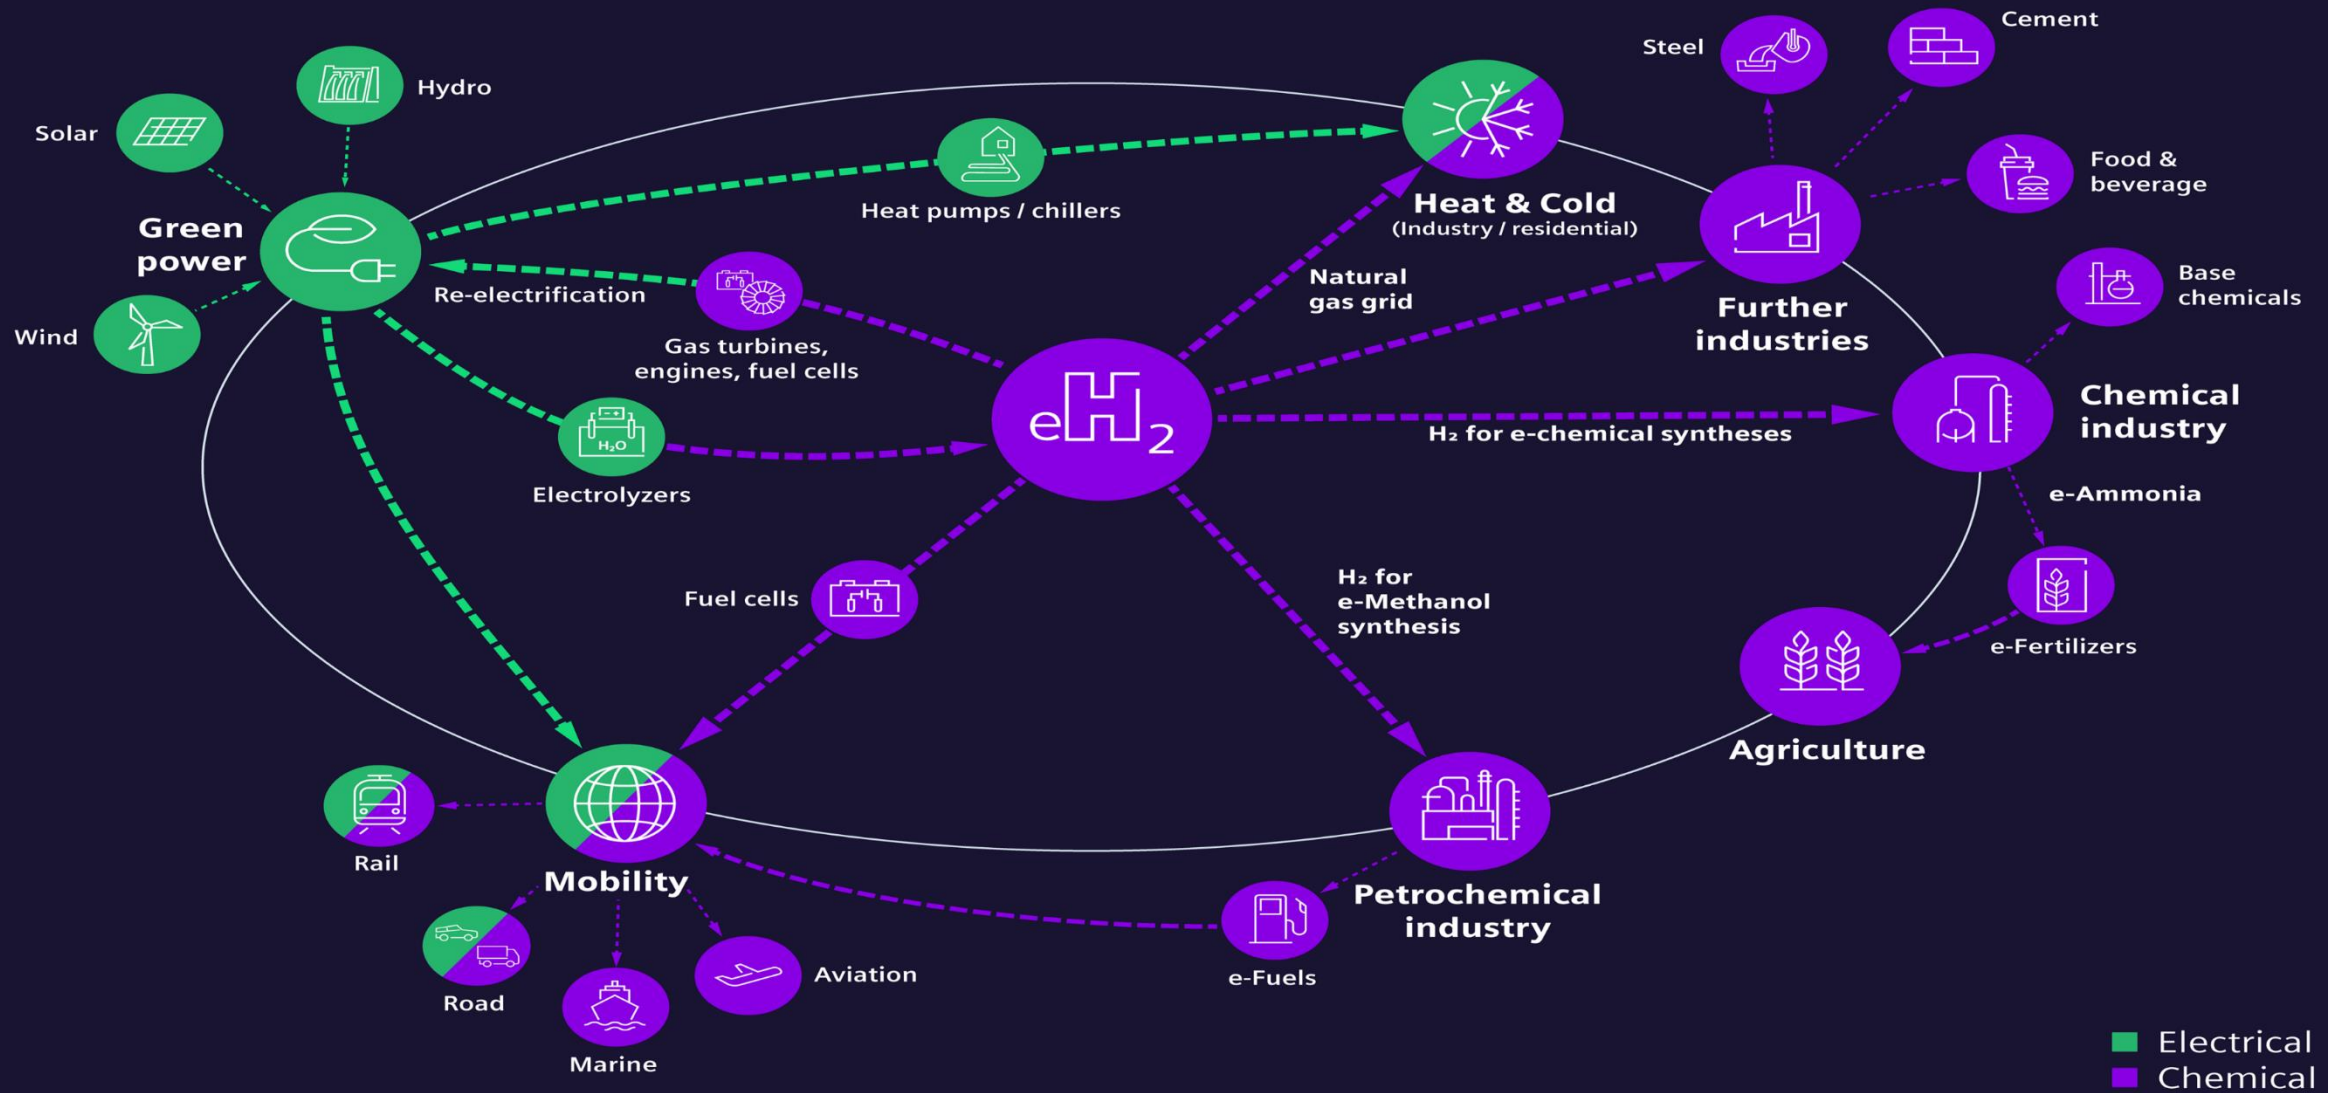 Steel
Cement
Hydro
Solar
Food &
beverage
Heat pumps / chillers
Heat & Cold
(Industry / residential)
Green
power
Natural
gas grid
Re-electrification
Base
chemicals
Further
industries
Wind
Gas turbines,
engines, fuel cells
eH2
Chemical
industry
H₂ for e-chemical syntheses
H₂O
Electrolyzers
e-Ammonia
H₂ for
e-Methanol
synthesis
Fuel cells
e-Fertilizers
Agriculture
Rail
Mobility
Petrochemical
industry
Road
Aviation
e-Fuels
Marine
Electrical
Chemical